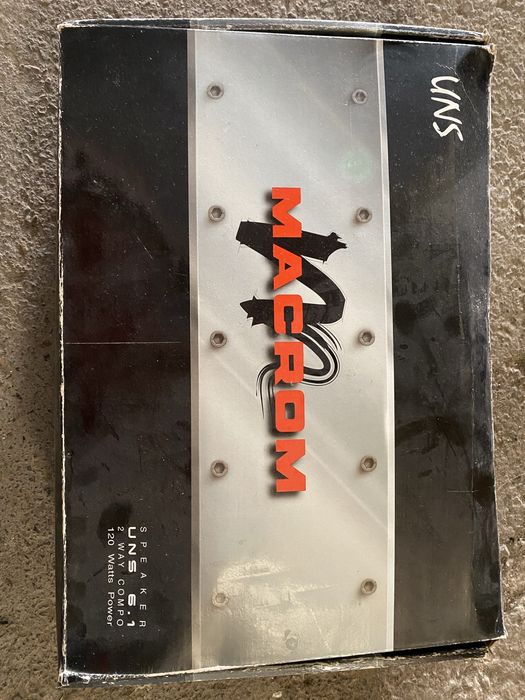 UNS
MACROM
SPEAKER
UNS 6.1
2 WAY COMPO.
120 Watts Power